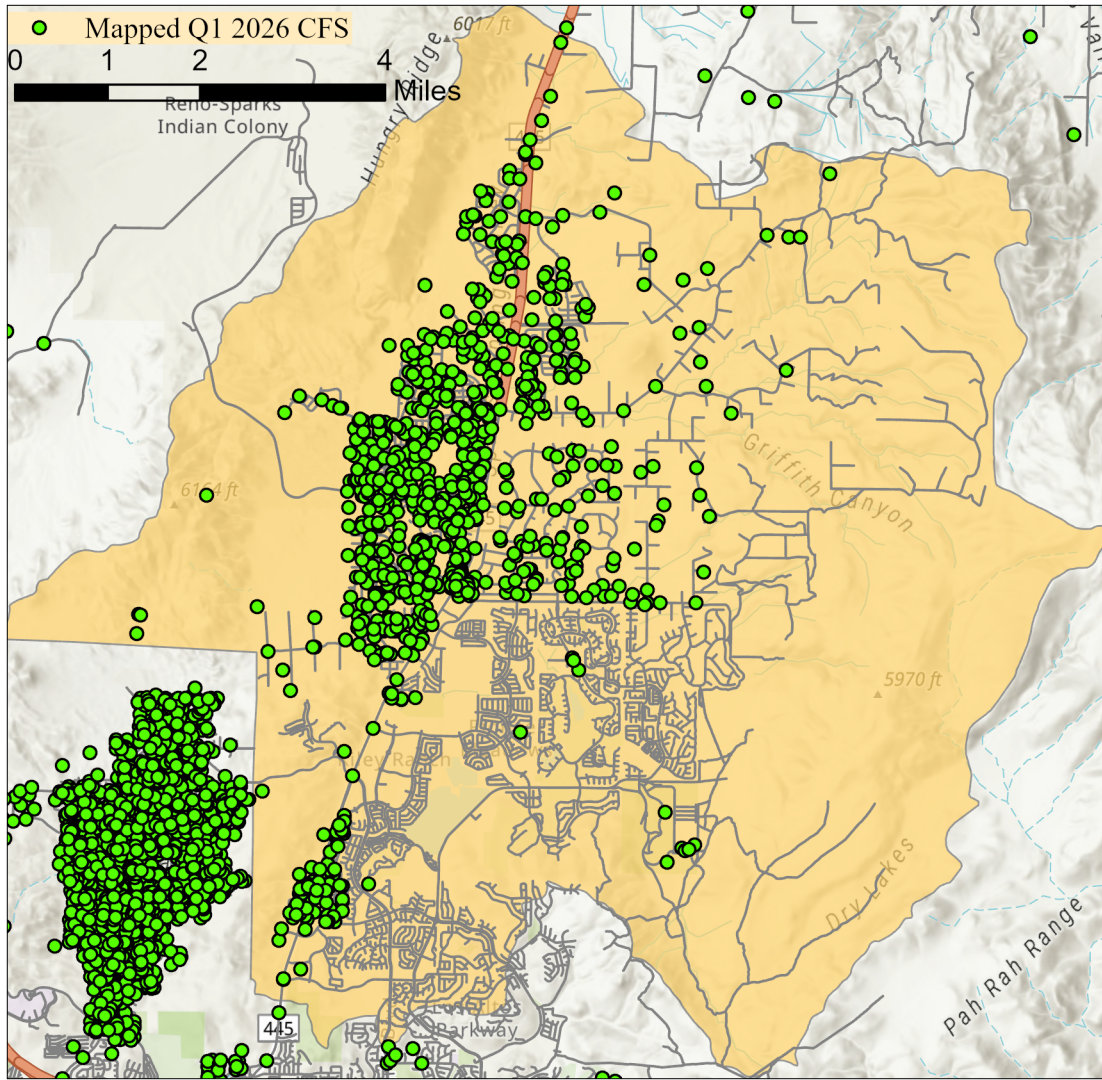 Mapped Q1 2026 CFS
0 1 2 4
Miles
6017 ft
Hungry Ridge
Reno-Sparks
Indian Colony
Griffith Canyon
6164 ft
5970 ft
Dry Lakes
Pah Rah Range
445
Parkway